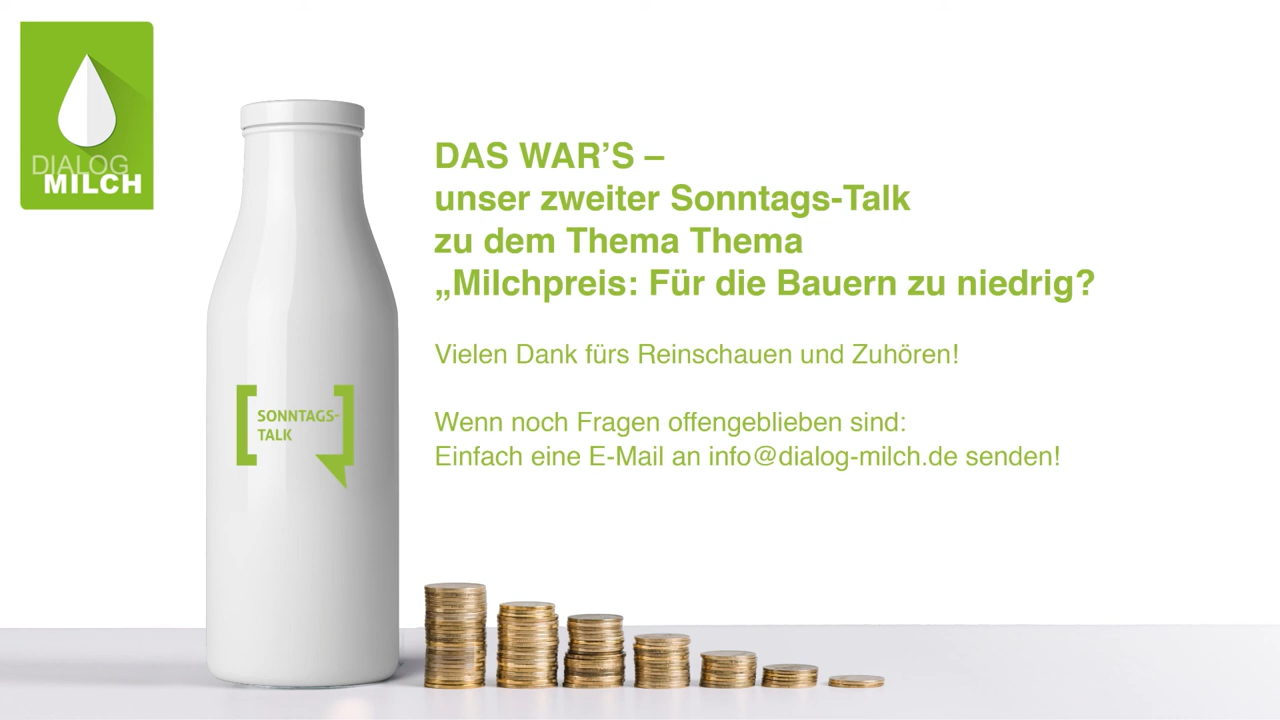 DIALOG
MILCH
DAS WAR’S –
unser zweiter Sonntags-Talk
zu dem Thema Thema
„Milchpreis: Für die Bauern zu niedrig?
Vielen Dank fürs Reinschauen und Zuhören!
Wenn noch Fragen offengeblieben sind:
Einfach eine E-Mail an info@dialog-milch.de senden!
SONNTAGS-
TALK